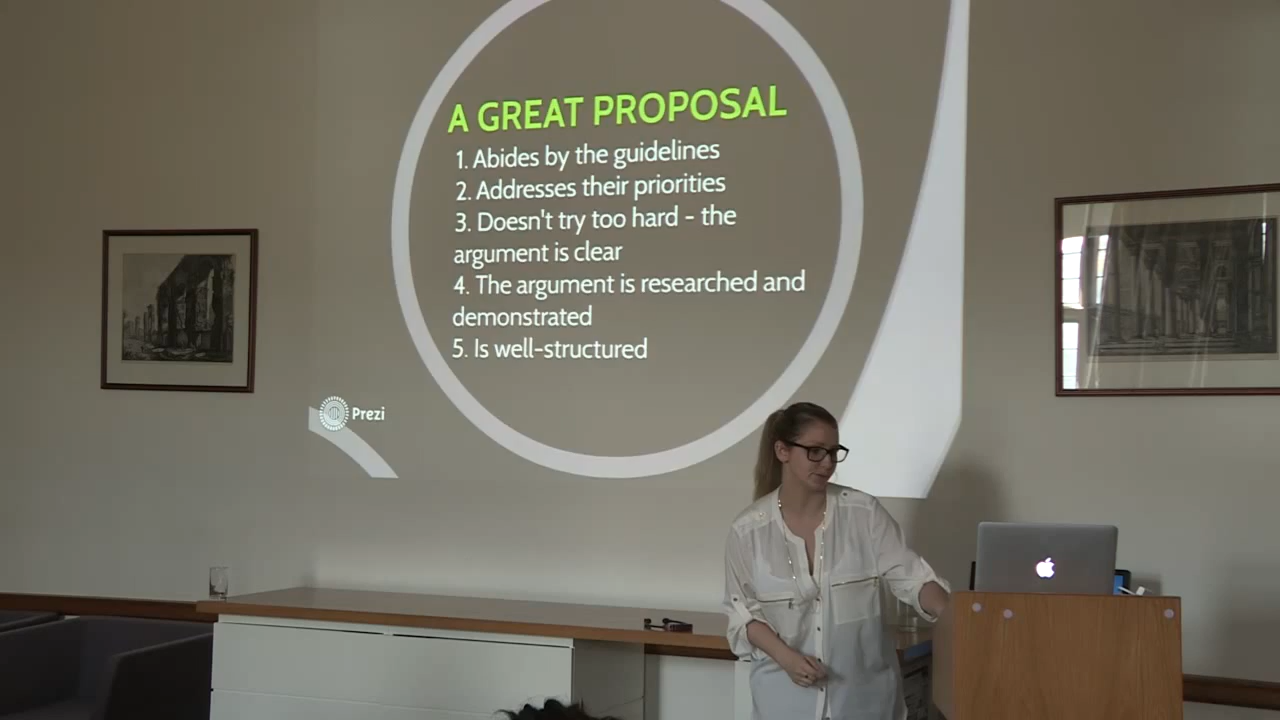 A GREAT PROPOSAL
1. Abides by the guidelines
2. Addresses their priorities
3. Doesn't try too hard - the
argument is clear
4. The argument is researched and
demonstrated
5. Is well-structured
Prezi